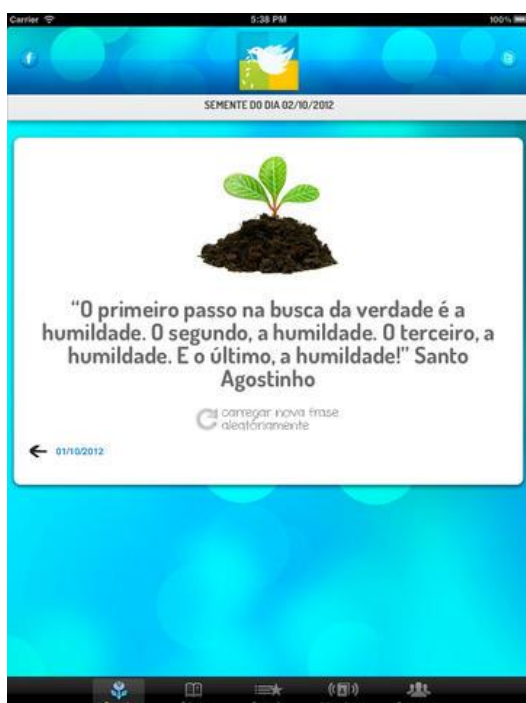 Carrier 5:38 PM 100%
SEMENTE DO DIA 02/10/2012
“O primeiro passo na busca da verdade é a
humildade. O segundo, a humildade. O terceiro, a
humildade. E o último, a humildade!” Santo
Agostinho
carregar nova frase
aleatóriamente
01/10/2012